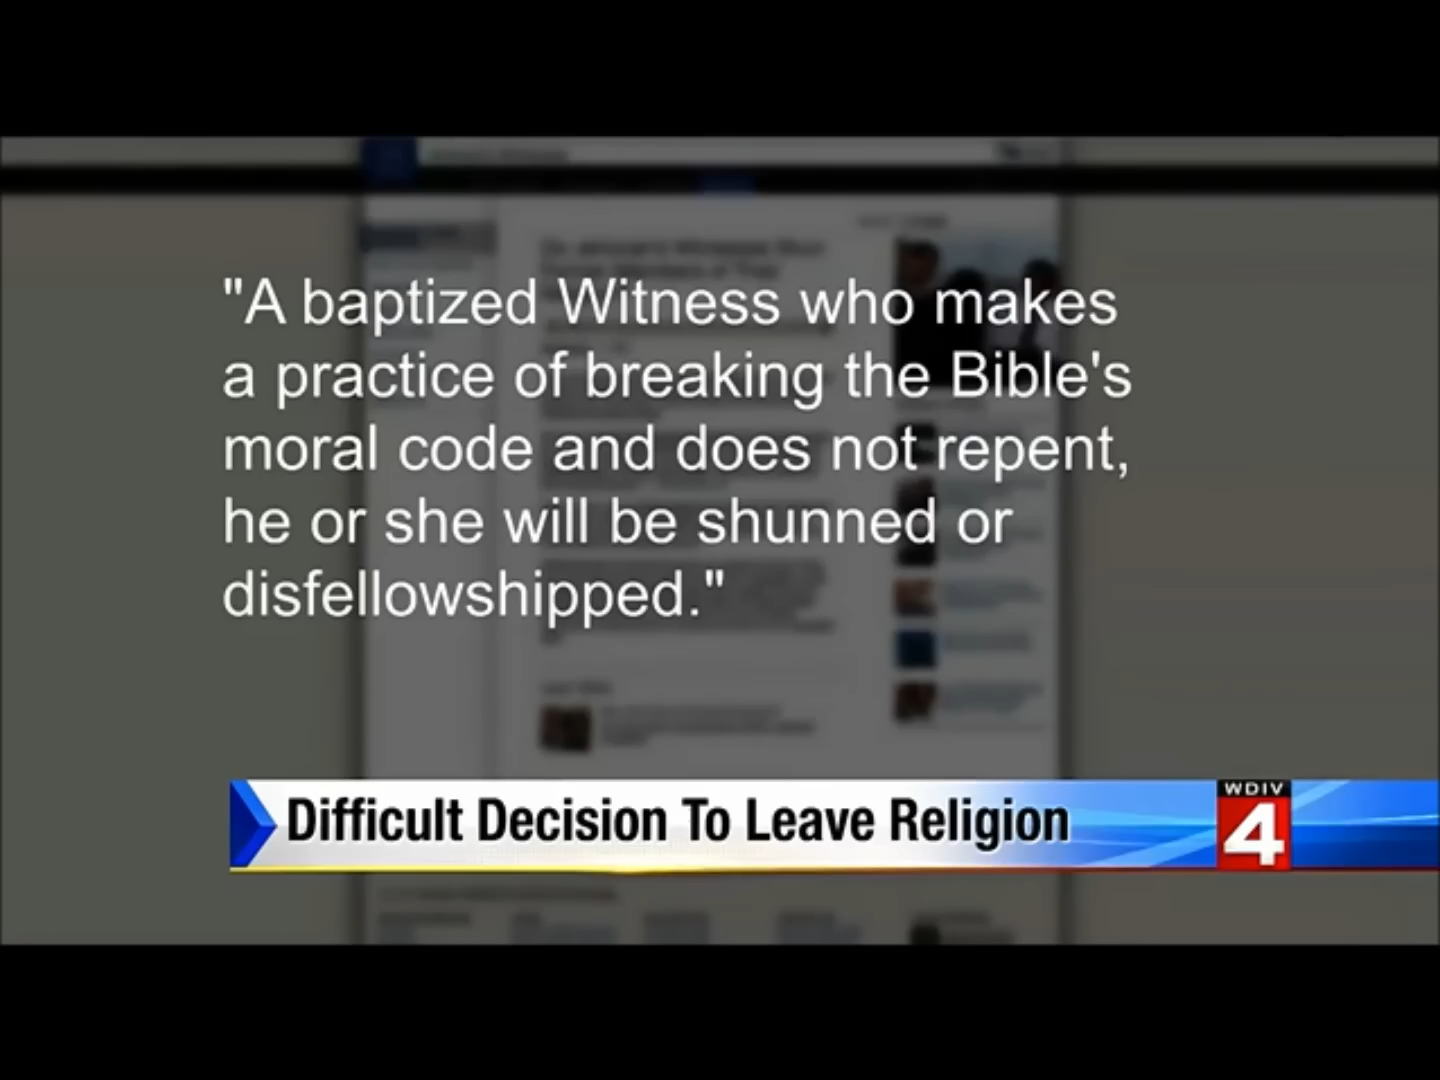 "A baptized Witness who makes
a practice of breaking the Bible's
moral code and does not repent,
he or she will be shunned or
disfellowshipped."
Difficult Decision To Leave Religion
WDIV
4